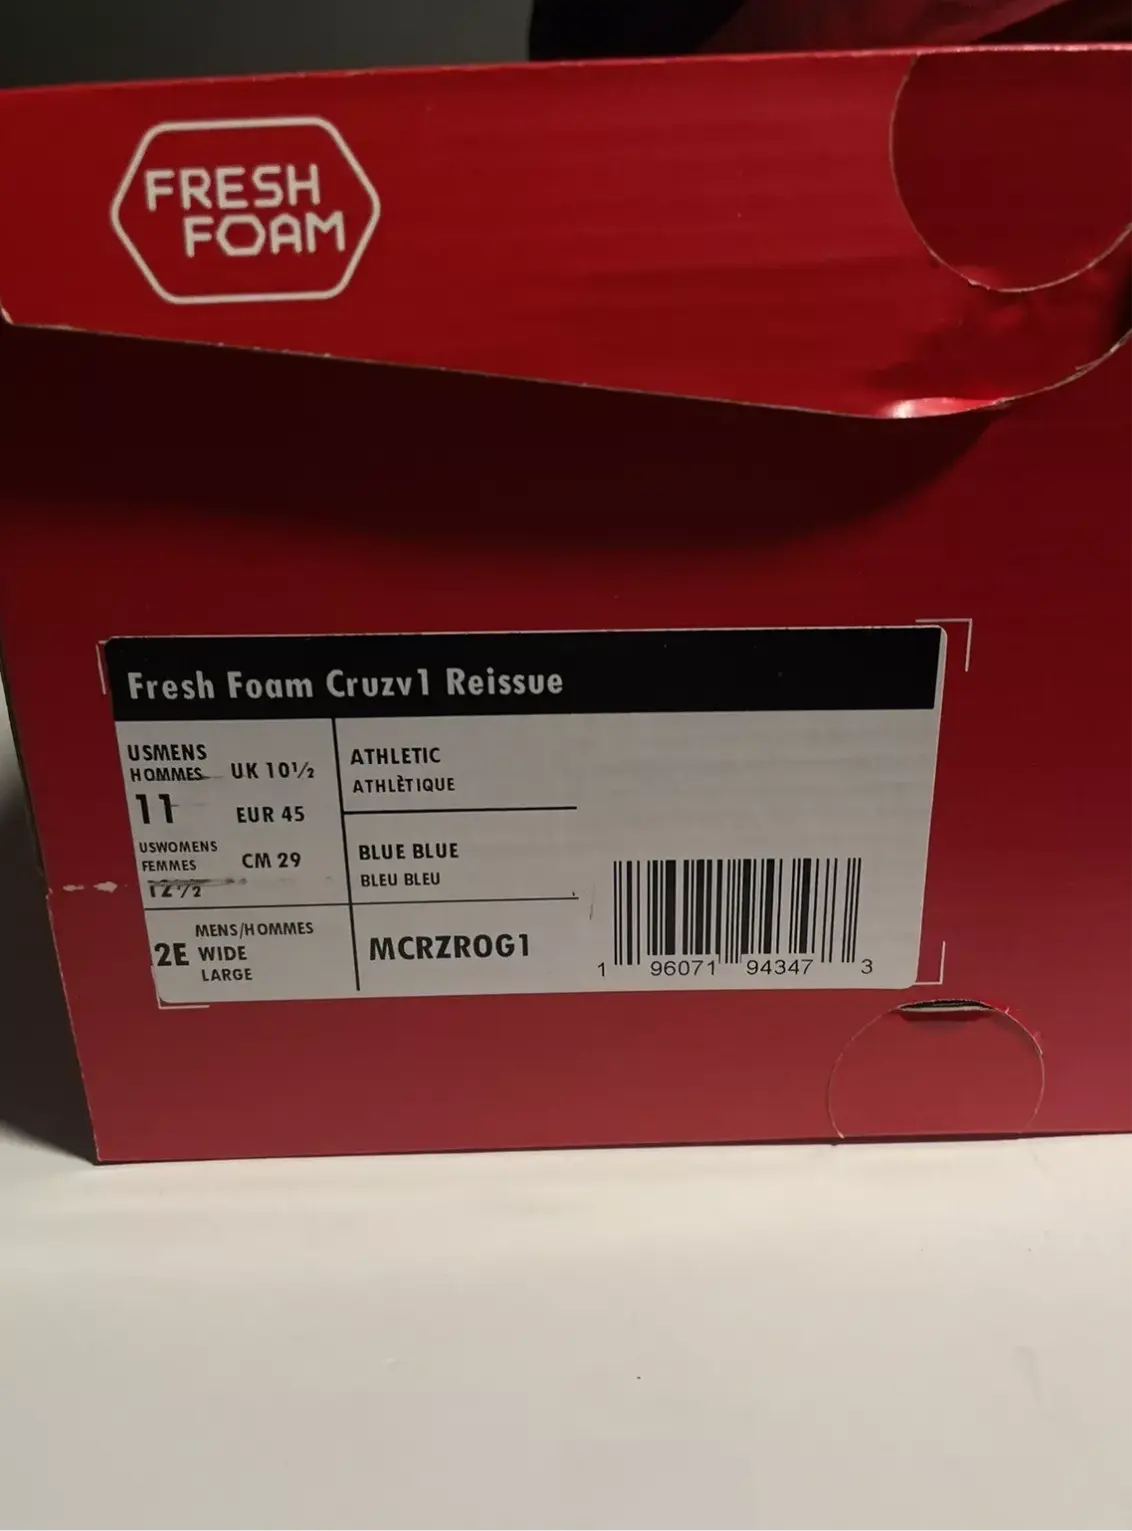 FRESH
FOAM
Fresh Foam Cruzv1 Reissue
USMENS
HOMMES
11
UK 10½
EUR 45
CM 29
USWOMENS
FEMMES
12½
2E
MENS/HOMMES
WIDE
LARGE
ATHLETIC
ATHLÈTIQUE
BLUE BLUE
BLEU BLEU
MCRZROG1
1 96071 94347 3